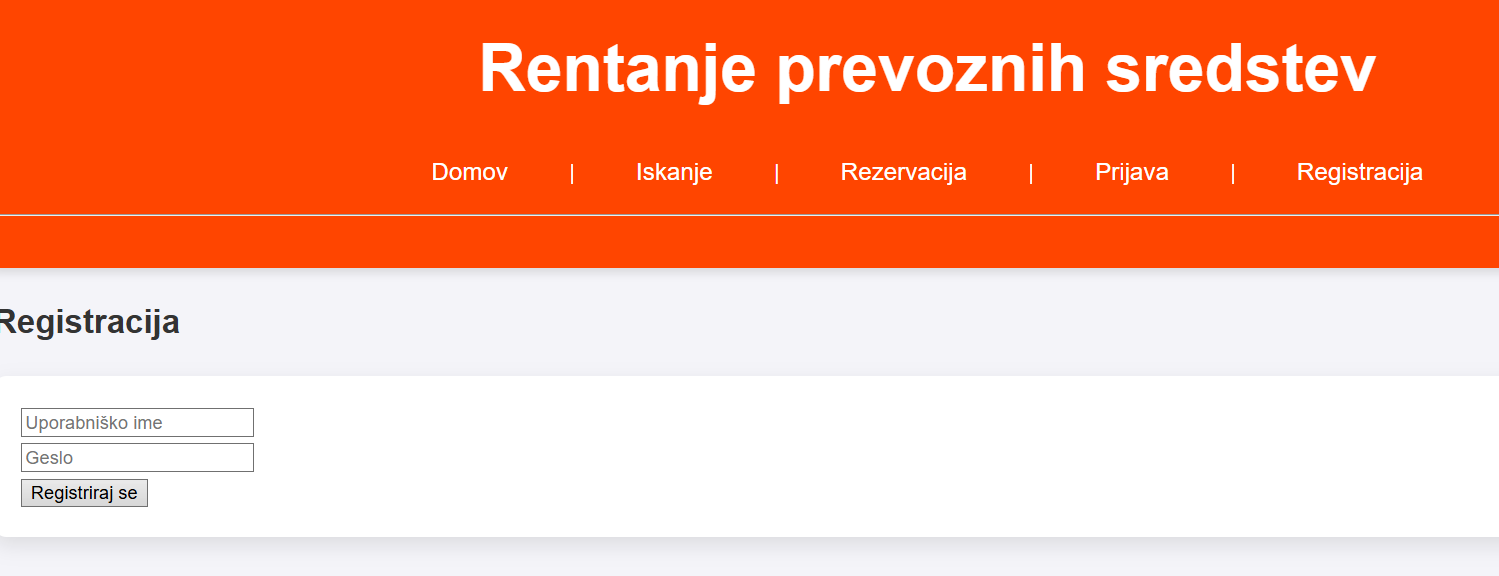 Rentanje prevoznih sredstev
Domov | Iskanje | Rezervacija | Prijava | Registracija
Registracija
Uporabniško ime
Geslo
Registriraj se